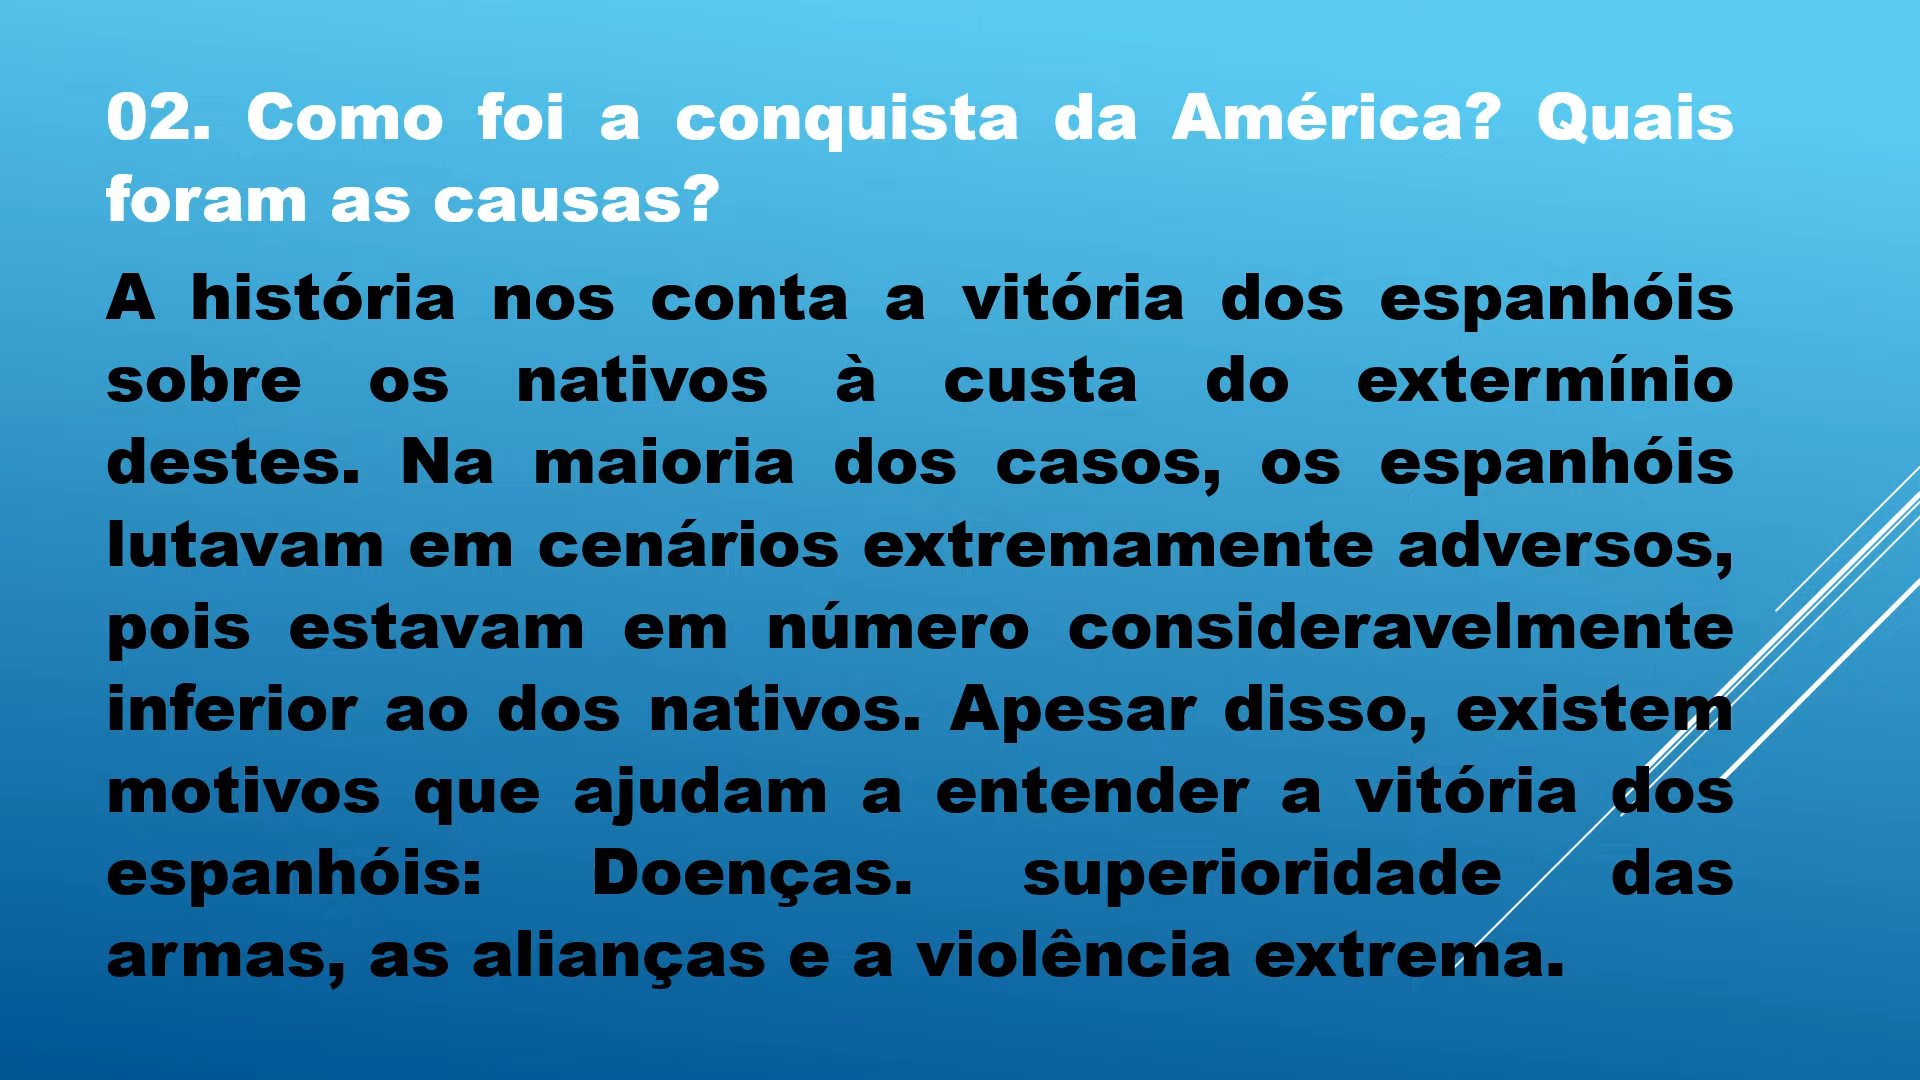 02. Como foi a conquista da América? Quais
foram as causas?
A história nos conta a vitória dos espanhóis
sobre os nativos à custa do extermínio
destes. Na maioria dos casos, os espanhóis
lutavam em cenários extremamente adversos,
pois estavam em número consideravelmente
inferior ao dos nativos. Apesar disso, existem
motivos que ajudam a entender a vitória dos
espanhóis: Doenças. superioridade das
armas, as alianças e a violência extrema.